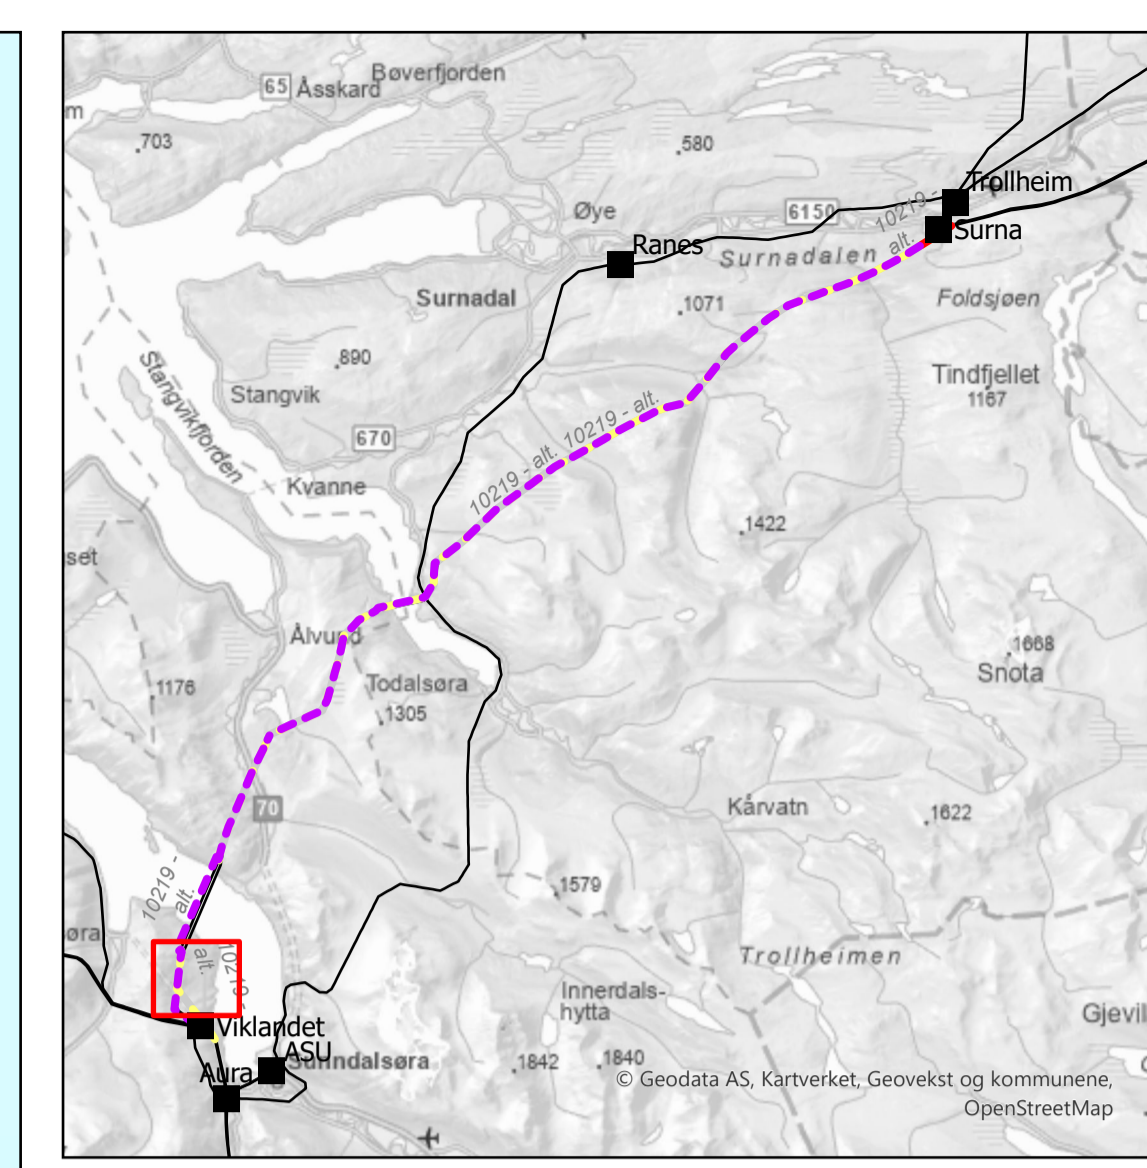 Bøverfjorden
65
Åsskard
m
.703
.580
Trollheim
10219 -
alt.
Øye
6150
Surna
Ranes
Surnadalen
Surnadal
.1071
Foldsjøen
Stangvikfjorden
.890
Tindfjellet
1167
Stangvik
10219 - alt.
10219 - alt.
670
Kvanne
.1422
set
Ålvund
.1668
Snota
.1176
Todalsøra
.1305
70
Kårvatn
.1622
10219 -
alt.
.1579
øra
Trollheimen
alt.
10219 -
Innerdals-
hytta
Gjevil
Viklandet
ASU
Sunndalsøra
Aura
.1842
.1840
© Geodata AS, Kartverket, Geovekst og kommunene,
OpenStreetMap